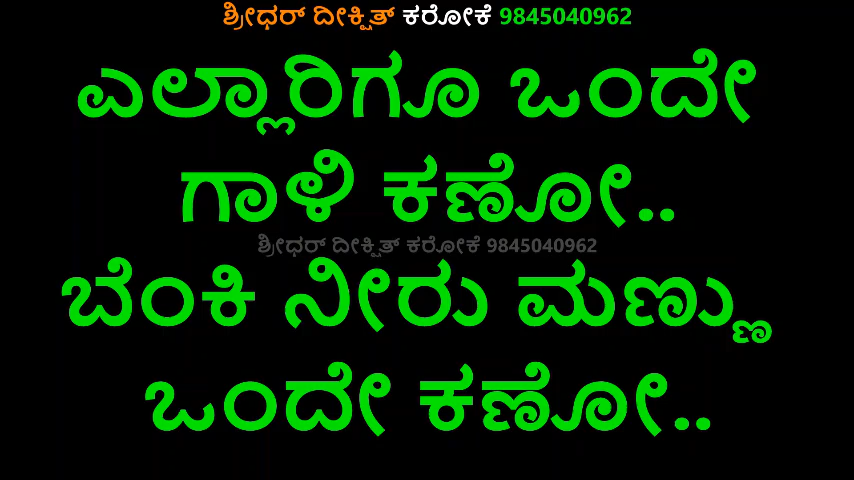 ಶ್ರೀಧರ್ ದೀಕ್ಷಿತ್ ಕರೋಕೆ 9845040962
ಎಲ್ಲಾರಿಗೂ ಒಂದೇ
ಗಾಳಿ ಕಣೋ..
ಶ್ರೀಧರ್ ದೀಕ್ಷಿತ್ ಕರೋಕೆ 9845040962
ಬೆಂಕಿ ನೀರು ಮಣ್ಣು
ಒಂದೇ ಕಣೋ..